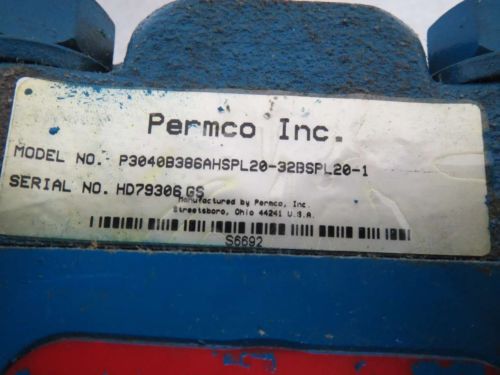 Permco Inc.
MODEL NO. P3040B386AHSPL20-32BSPL20-1
SERIAL NO. HD79306 GS
Manufactured by Permco, Inc.
Streetsboro, Ohio 44241 U.S.A.
S6692